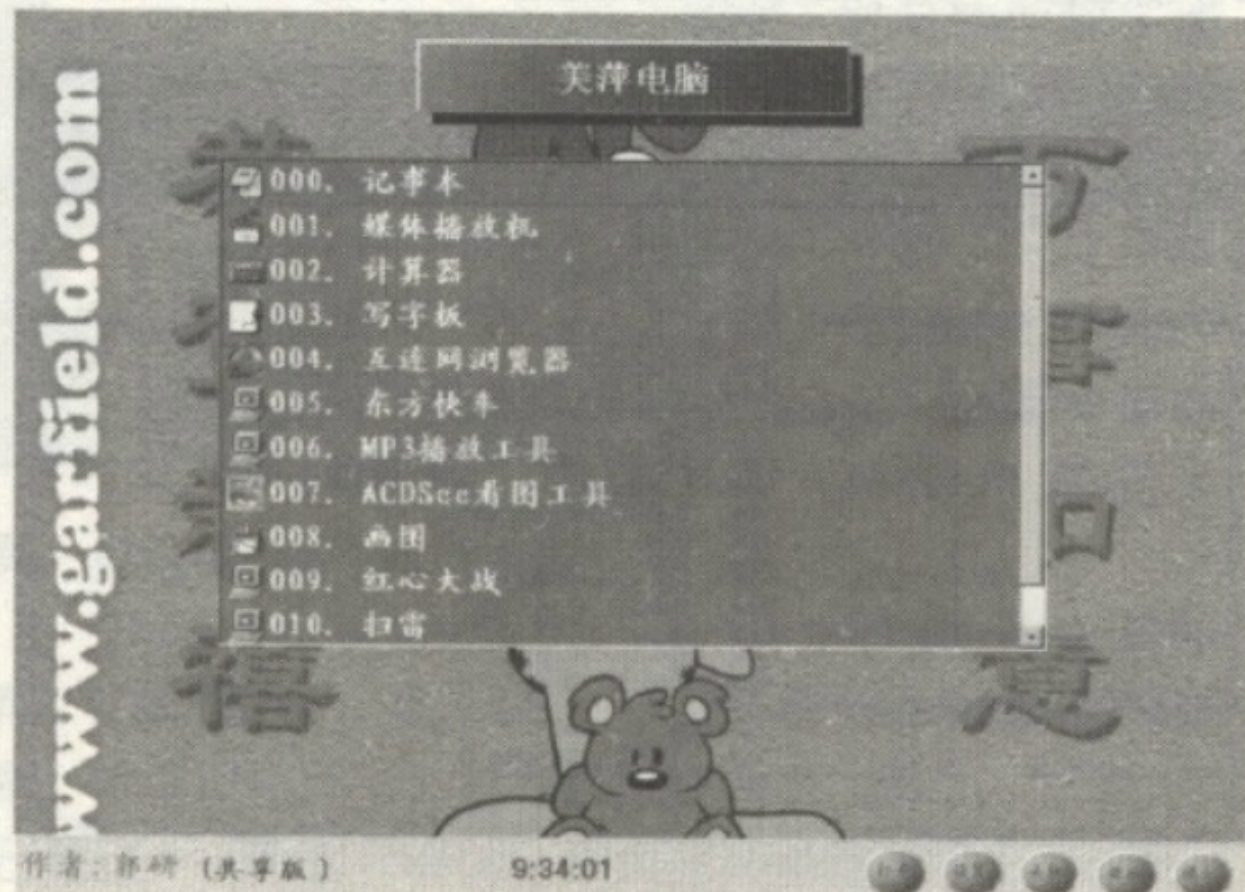 www.garfield.com
美萍电脑
000. 记事本
001. 媒体播放机
002. 计算器
003. 写字板
004. 互连网浏览器
005. 东方快车
006. MP3播放工具
007. ACDSee看图工具
008. 画图
009. 红心大战
010. 扫雷
禧
意
作者:郭研 (共享版)
9:34:01